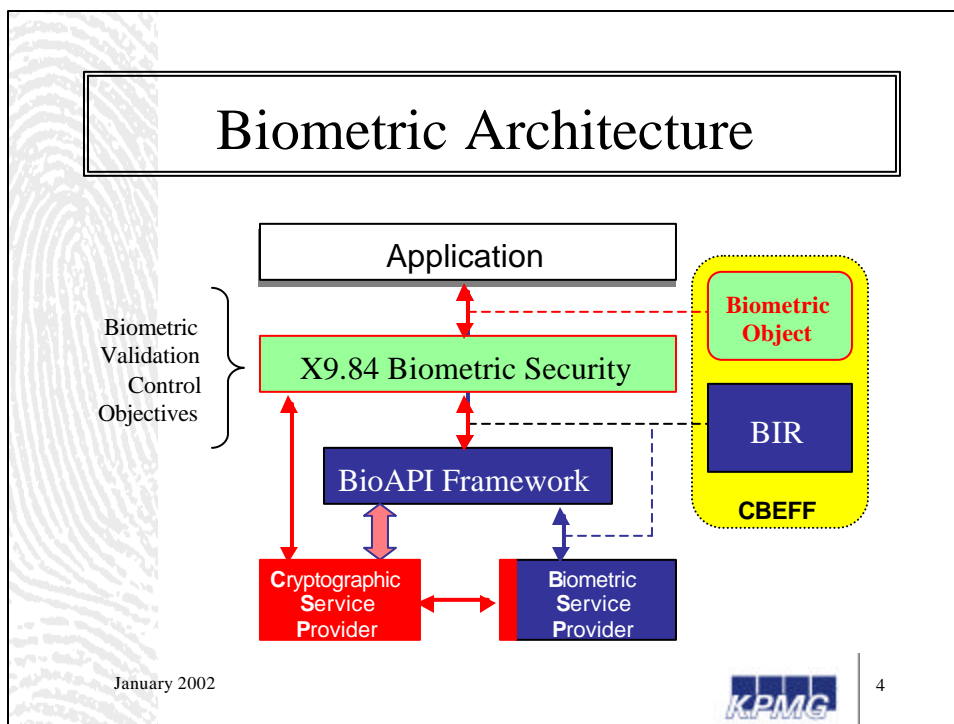 Biometric Architecture
Application
Biometric
Validation
Control
Objectives
X9.84 Biometric Security
Biometric
Object
BIR
CBEFF
BioAPI Framework
Cryptographic
Service
Provider
Biometric
Service
Provider
January 2002
KPMG
4